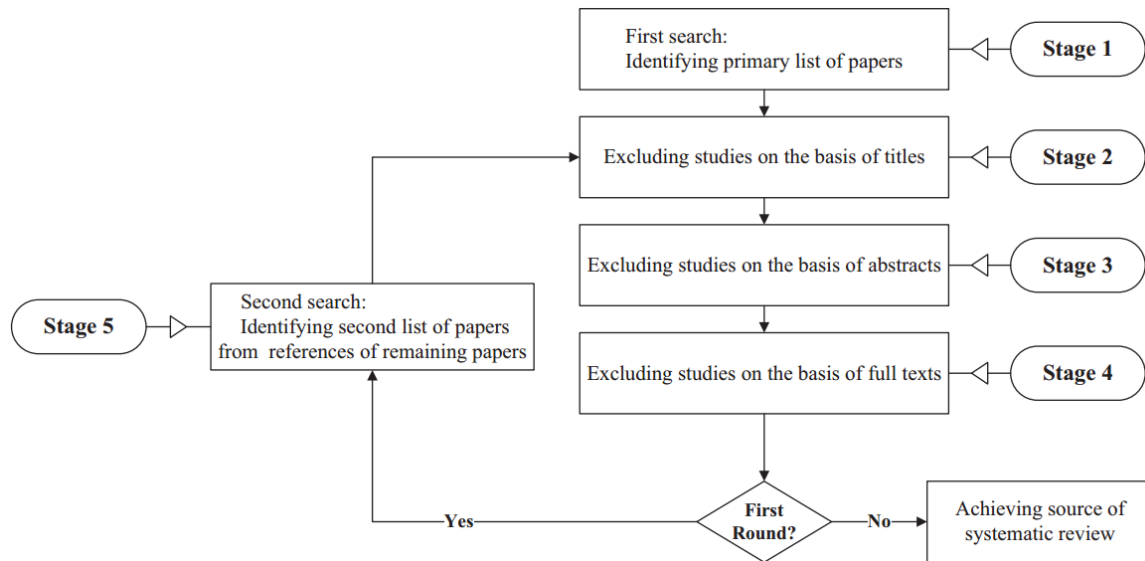 First search:
Identifying primary list of papers
Stage 1
Excluding studies on the basis of titles
Stage 2
Excluding studies on the basis of abstracts
Stage 3
Second search:
Identifying second list of papers
from references of remaining papers
Stage 5
Excluding studies on the basis of full texts
Stage 4
First
Round?
Yes
No
Achieving source of
systematic review